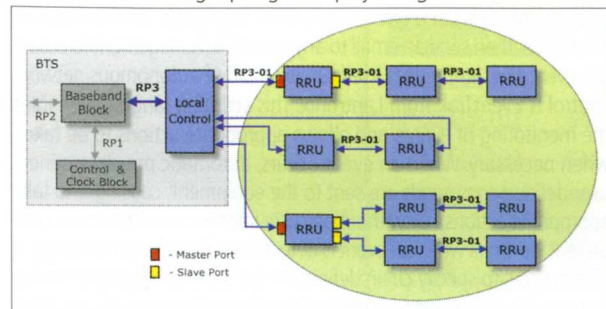 BTS
Baseband
Block
RP3
Local
Control
RP2
RP1
Control &
Clock Block
RP3-01
RRU
RP3-01
RRU
RP3-01
RRU
RRU
RP3-01
RRU
RRU
RRU
RP3-01
RRU
RRU
RP3-01
RRU
- Master Port
- Slave Port